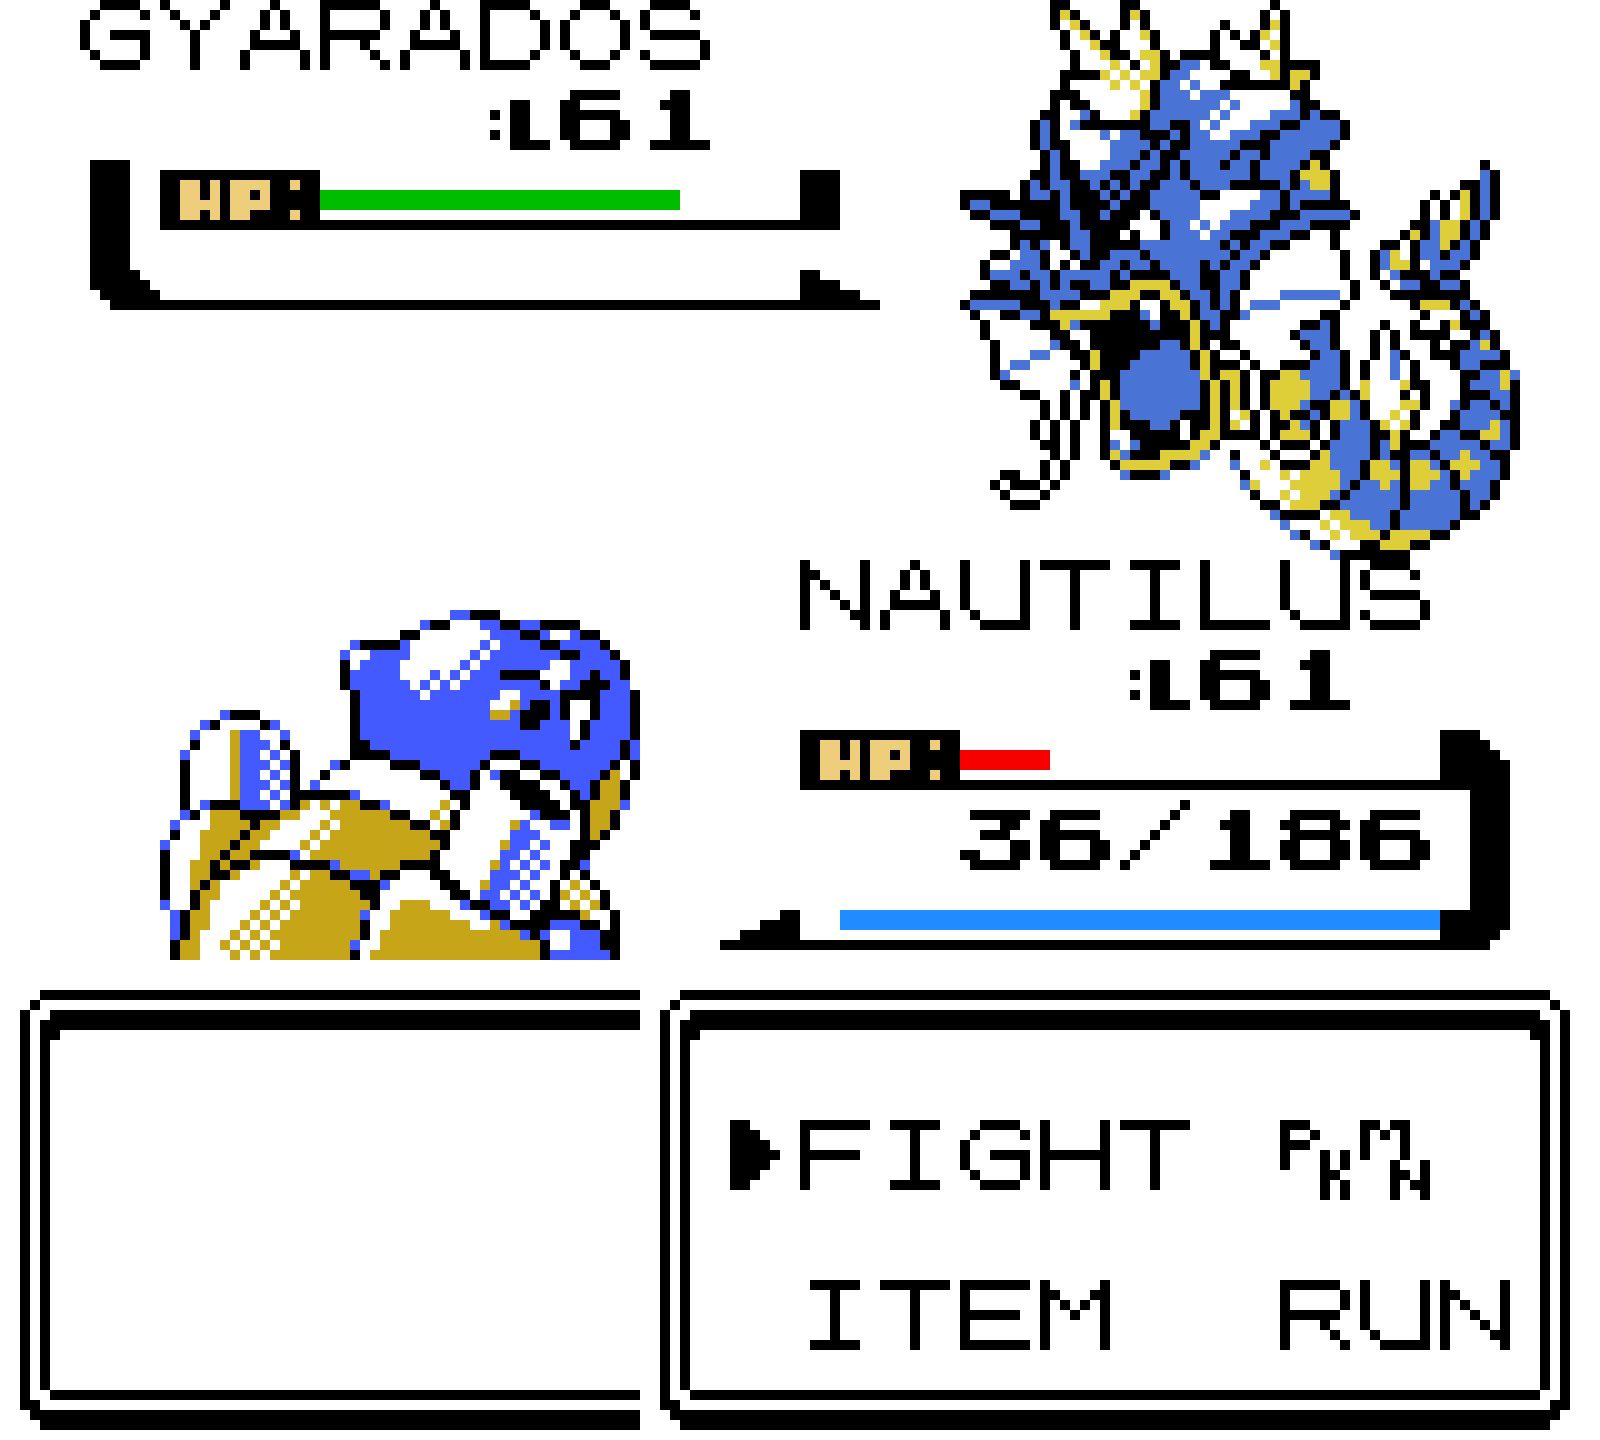 GYARADOS
:L61
HP:
NAUTILUS
:L61
HP:
36/186
▶FIGHT PKMN
ITEM RUN